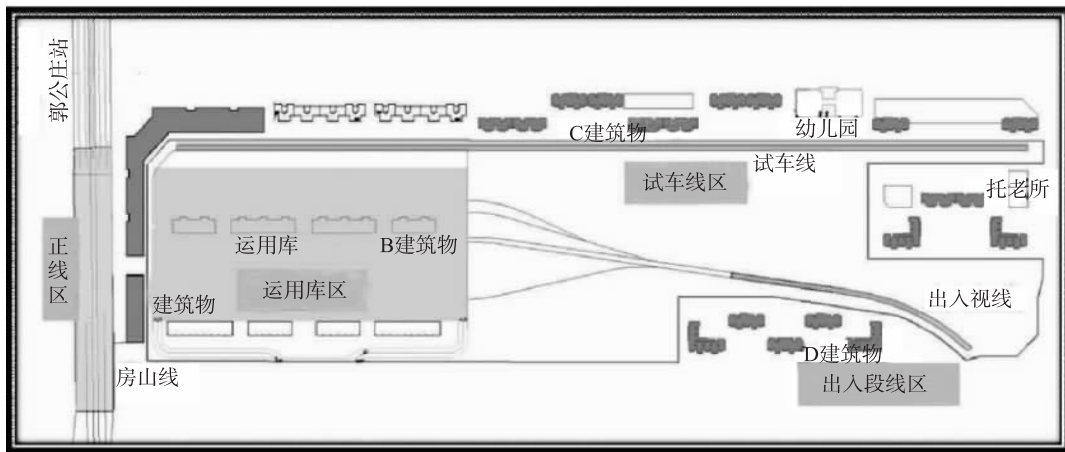 郭公庄站
C建筑物
幼儿园
试车线
试车线区
托老所
正线区
运用库
B建筑物
运用库区
建筑物
出入视线
D建筑物
房山线
出入段线区